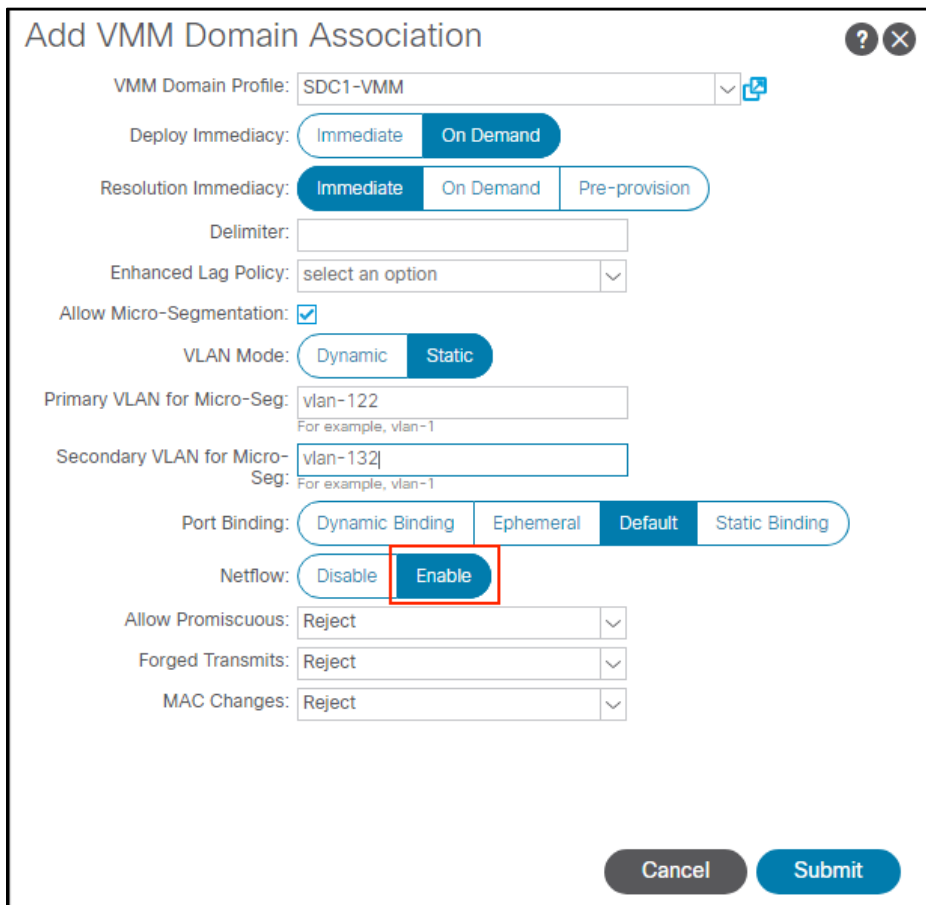 Add VMM Domain Association
?
VMM Domain Profile: SDC1-VMM
Deploy Immediacy: Immediate On Demand
Resolution Immediacy: Immediate On Demand Pre-provision
Delimiter:
Enhanced Lag Policy: select an option
Allow Micro-Segmentation:
VLAN Mode: Dynamic Static
Primary VLAN for Micro-Seg: vlan-122
For example, vlan-1
Secondary VLAN for Micro-
Seg: vlan-132
For example, vlan-1
Port Binding: Dynamic Binding Ephemeral Default Static Binding
Netflow: Disable Enable
Allow Promiscuous: Reject
Forged Transmits: Reject
MAC Changes: Reject
Cancel Submit